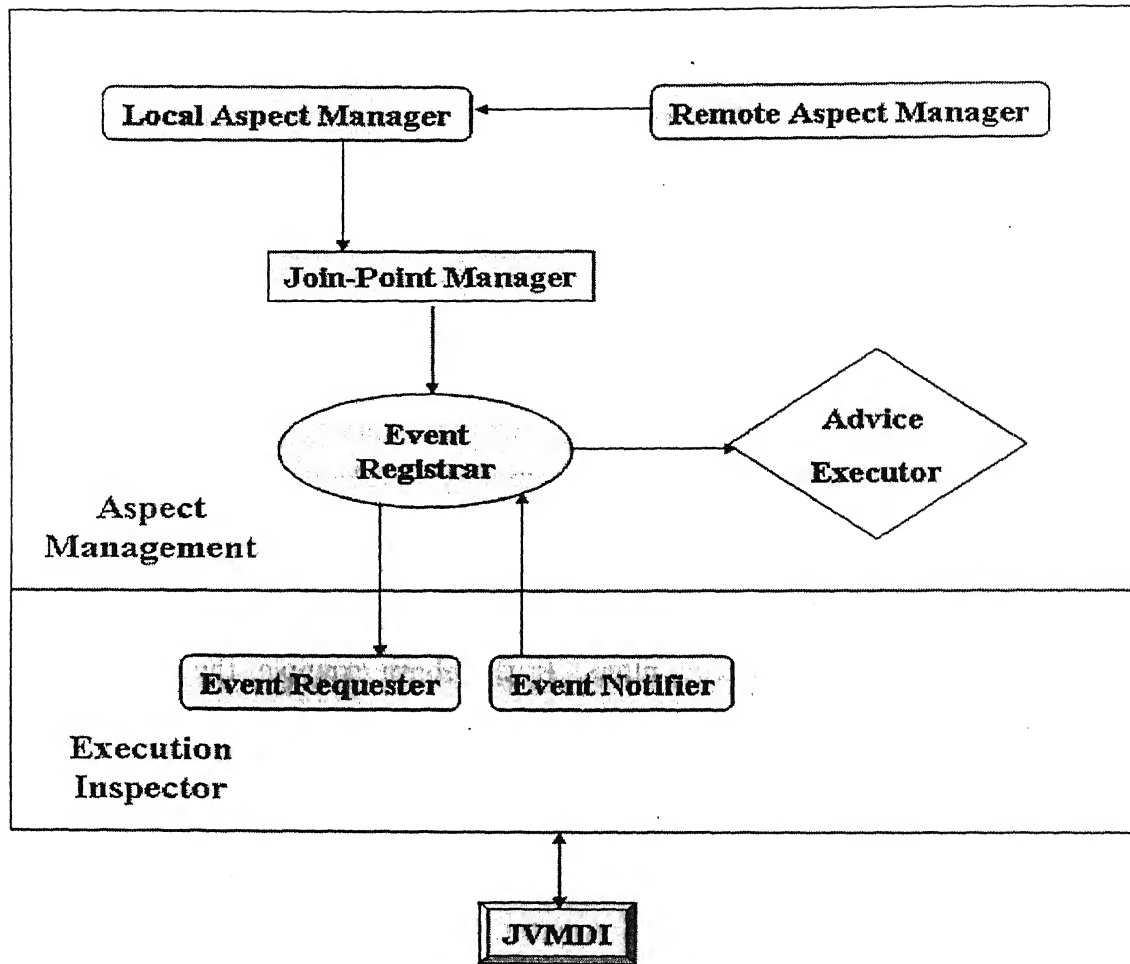 Local Aspect Manager
Remote Aspect Manager
Join-Point Manager
Event
Registrar
Advice
Executor
Aspect
Management
Event Requester
Event Notifier
Execution
Inspector
JVMDI